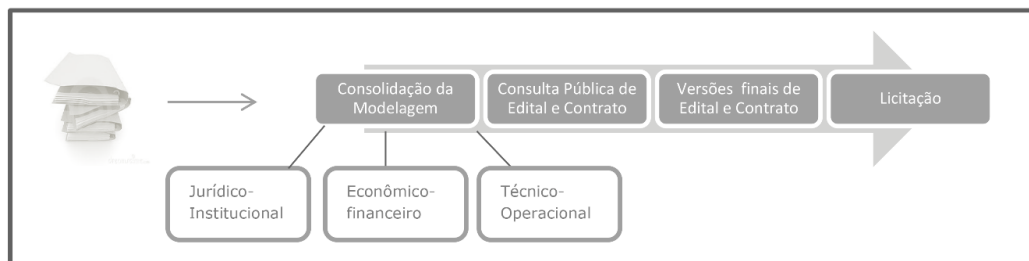 Consolidação da
Modelagem
Consulta Pública de
Edital e Contrato
Versões finais de
Edital e Contrato
Licitação
Jurídico-
Institucional
Econômico-
financeiro
Técnico-
Operacional